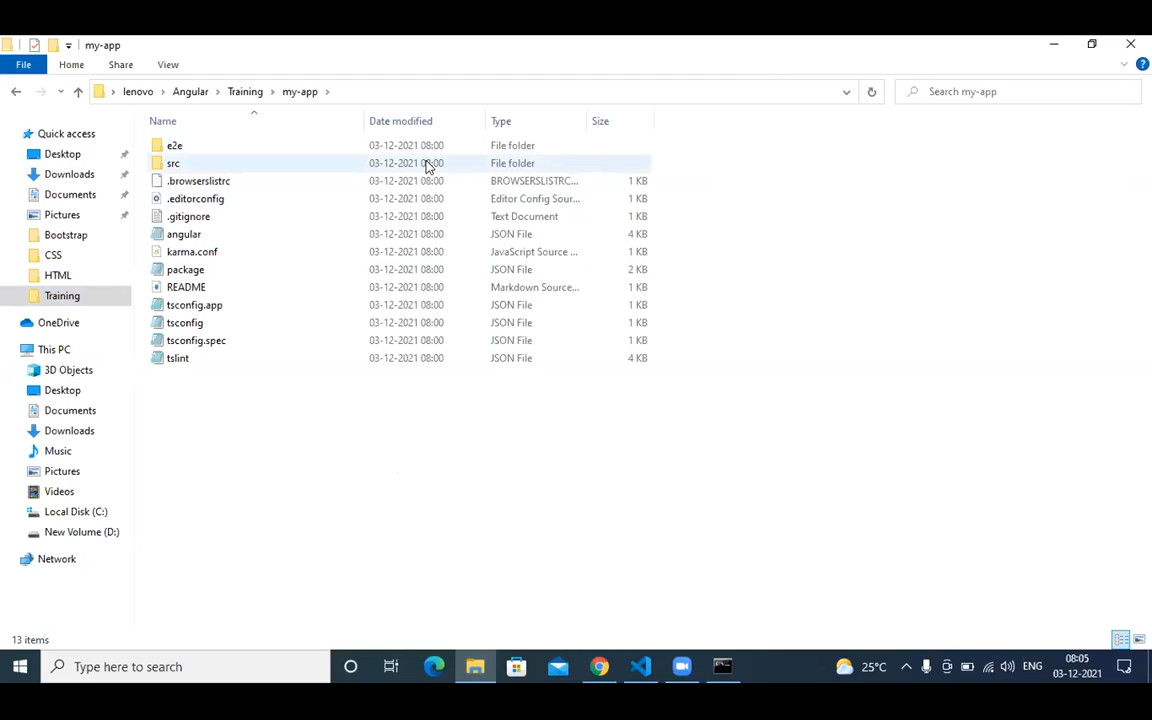 my-app
File Home Share View
lenovo Angular Training my-app Search my-app
Name Date modified Type Size
Quick access
Desktop
Downloads
Documents
Pictures
Bootstrap
CSS
HTML
Training
OneDrive
This PC
3D Objects
Desktop
Documents
Downloads
Music
Pictures
Videos
Local Disk (C:)
New Volume (D:)
Network
e2e 03-12-2021 08:00 File folder
src 03-12-2021 08:00 File folder
.browserslistrc 03-12-2021 08:00 BROWSERSLISTRC... 1 KB
.editorconfig 03-12-2021 08:00 Editor Config Sour... 1 KB
.gitignore 03-12-2021 08:00 Text Document 1 KB
angular 03-12-2021 08:00 JSON File 4 KB
karma.conf 03-12-2021 08:00 JavaScript Source ... 1 KB
package 03-12-2021 08:00 JSON File 2 KB
README 03-12-2021 08:00 Markdown Source... 1 KB
tsconfig.app 03-12-2021 08:00 JSON File 1 KB
tsconfig 03-12-2021 08:00 JSON File 1 KB
tsconfig.spec 03-12-2021 08:00 JSON File 1 KB
tslint 03-12-2021 08:00 JSON File 4 KB
13 items
Type here to search
25°C
ENG
08:05
03-12-2021